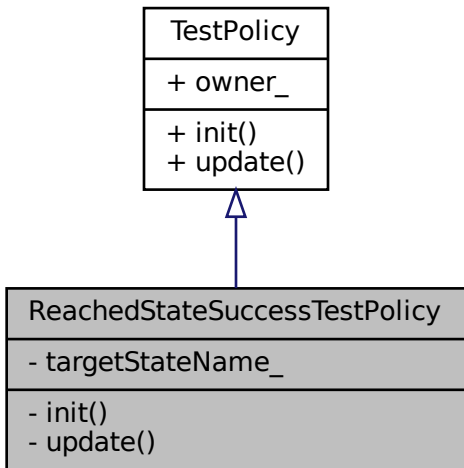 TestPolicy
+ owner_
+ init()
+ update()
ReachedStateSuccessTestPolicy
- targetStateName_
- init()
- update()